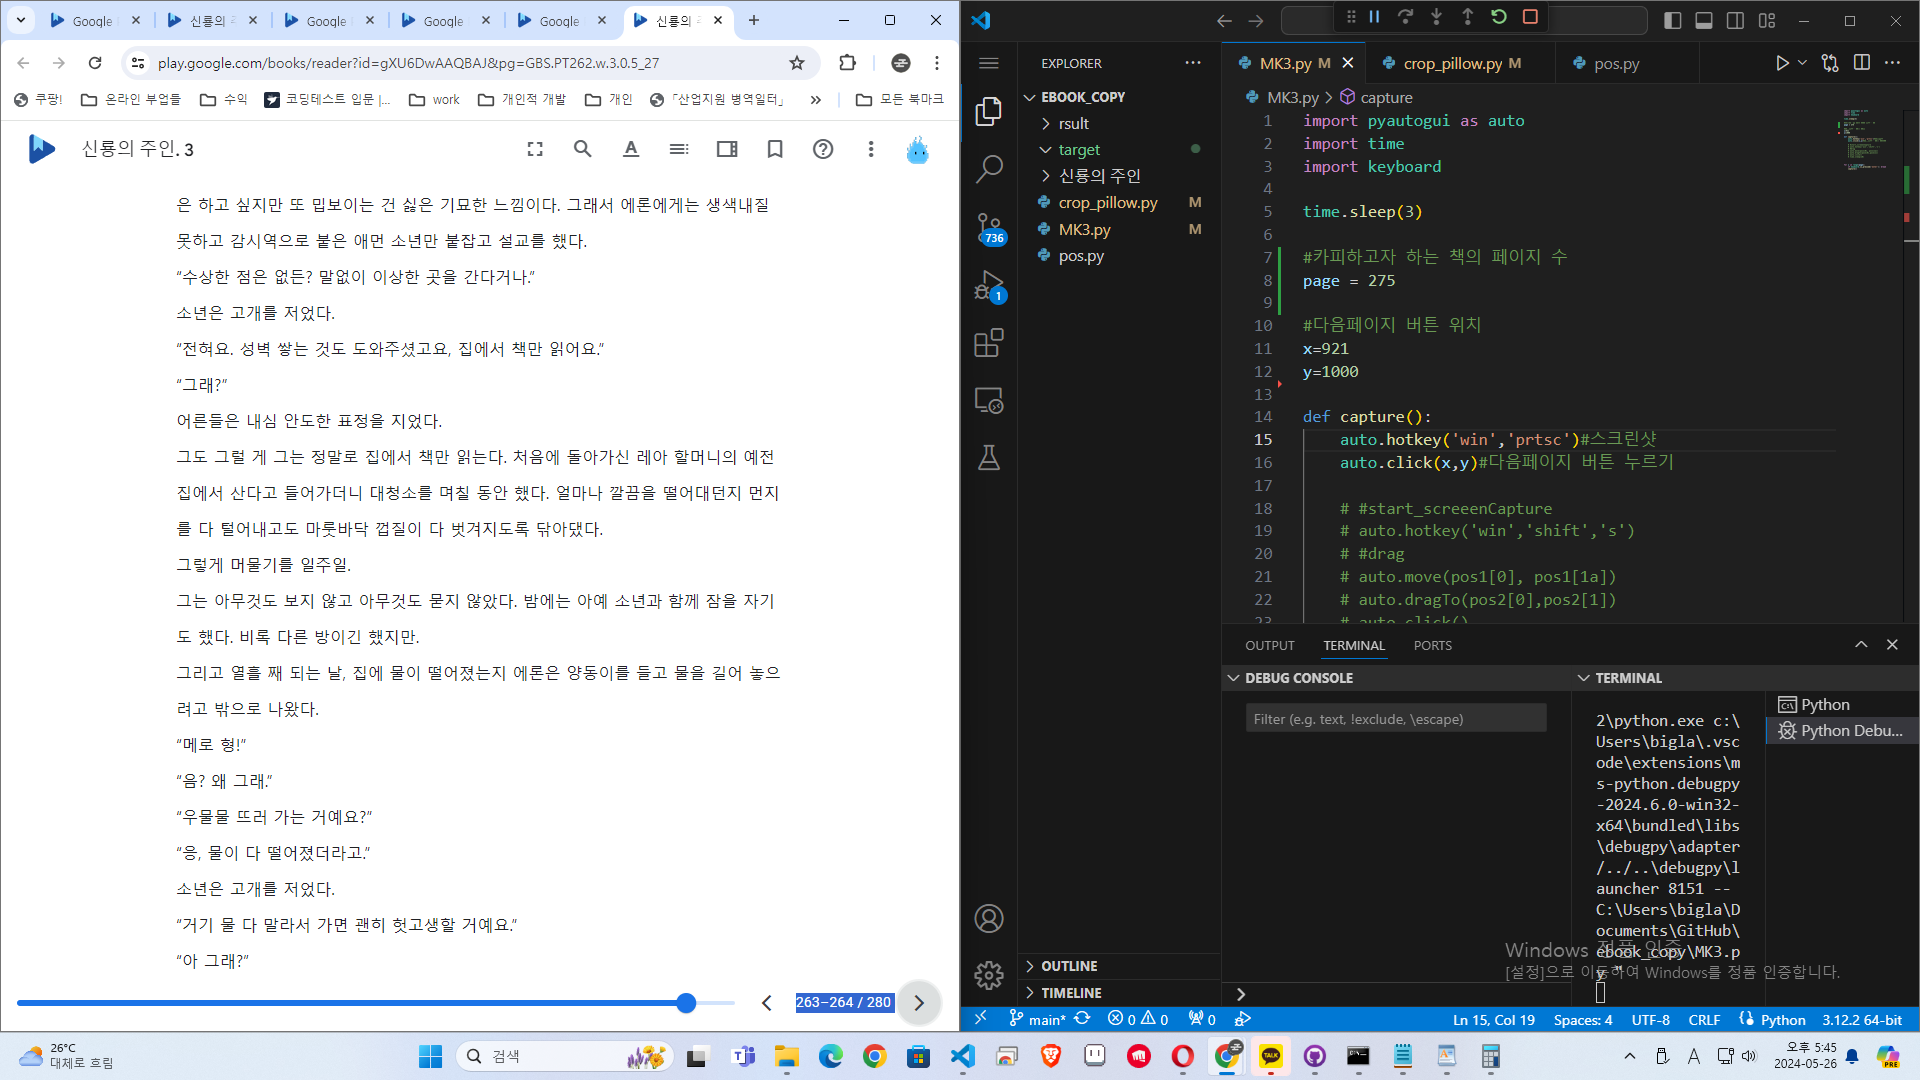 Google
신룡의 주
Google
Google
Google
신룡의 주
play.google.com/books/reader?id=gXU6DwAAQBAJ&pg=GBS.PT262.w.3.0.5_27
쿠팡!
온라인 부업들
수익
코딩테스트 입문 |...
work
개인적 개발
개인
「산업지원 병역일터」
»
모든 북마크
신룡의 주인. 3
은 하고 싶지만 또 밉보이는 건 싫은 기묘한 느낌이다. 그래서 에론에게는 생색내질
못하고 감시역으로 붙은 애먼 소년만 붙잡고 설교를 했다.
“수상한 점은 없든? 말없이 이상한 곳을 간다거나.”
소년은 고개를 저었다.
“전혀요. 성벽 쌓는 것도 도와주셨고요, 집에서 책만 읽어요.”
“그래?”
어른들은 내심 안도한 표정을 지었다.
그도 그럴 게 그는 정말로 집에서 책만 읽는다. 처음에 돌아가신 레아 할머니의 예전
집에서 산다고 들어가더니 대청소를 며칠 동안 했다. 얼마나 깔끔을 떨어대던지 먼지
를 다 털어내고도 마룻바닥 껍질이 다 벗겨지도록 닦아댔다.
그렇게 머물기를 일주일.
그는 아무것도 보지 않고 아무것도 묻지 않았다. 밤에는 아예 소년과 함께 잠을 자기
도 했다. 비록 다른 방이긴 했지만.
그리고 열흘 째 되는 날, 집에 물이 떨어졌는지 에론은 양동이를 들고 물을 길어 놓으
려고 밖으로 나왔다.
“메로 형!”
“음? 왜 그래.”
“우물물 뜨러 가는 거예요?”
“응, 물이 다 떨어졌더라고.”
소년은 고개를 저었다.
“거기 물 다 말라서 가면 괜히 헛고생할 거예요.”
“아 그래?”
263–264 / 280
EXPLORER
EBOOK_COPY
rsult
target
신룡의 주인
crop_pillow.py M
MK3.py M
pos.py
736
1
OUTLINE
TIMELINE
MK3.py M
crop_pillow.py M
pos.py
MK3.py > capture
1 import pyautogui as auto
2 import time
3 import keyboard
4
5 time.sleep(3)
6
7 #카피하고자 하는 책의 페이지 수
8 page = 275
9
10 #다음페이지 버튼 위치
11 x=921
12 y=1000
13
14 def capture():
15 auto.hotkey('win','prtsc')#스크린샷
16 auto.click(x,y)#다음페이지 버튼 누르기
17
18 # #start_screeenCapture
19 # auto.hotkey('win','shift','s')
20 # #drag
21 # auto.move(pos1[0], pos1[1a])
22 # auto.dragTo(pos2[0],pos2[1])
23 # auto.click()
OUTPUT
TERMINAL
PORTS
DEBUG CONSOLE
Filter (e.g. text, !exclude, \escape)
TERMINAL
2\python.exe c:\
Users\bigla\.vsc
ode\extensions\m
s-python.debugpy
-2024.6.0-win32-
x64\bundled\libs
\debugpy\adapter
/../..\debugpy\l
auncher 8151 --
C:\Users\bigla\D
ocuments\GitHub\
ebook_copy\MK3.p
y "
Python
Python Debu...
Windows 정품 인증
[설정]으로 이동하여 Windows를 정품 인증합니다.
main*
0 0
0
Ln 15, Col 19
Spaces: 4
UTF-8
CRLF
Python
3.12.2 64-bit
26°C
대체로 흐림
검색
TALK
A
오후 5:45
2024-05-26
PRE